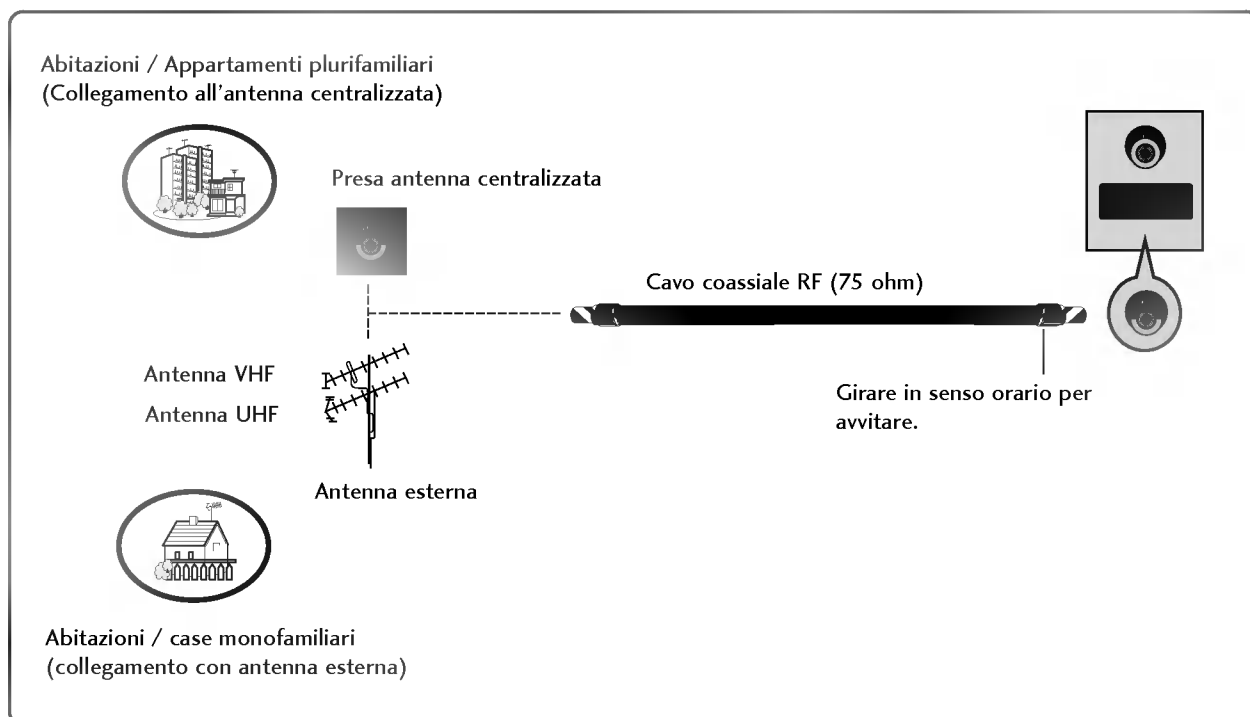 Abitazioni / Appartamenti plurifamiliari
(Collegamento all'antenna centralizzata)
Presa antenna centralizzata
Cavo coassiale RF (75 ohm)
Antenna VHF
Antenna UHF
Girare in senso orario per
avvitare.
Antenna esterna
Abitazioni / case monofamiliari
(collegamento con antenna esterna)